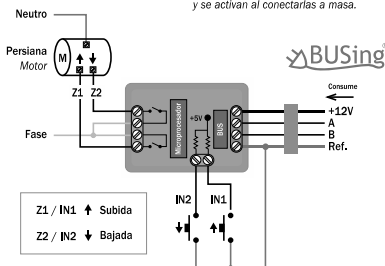 y se activan al conectarlas a masa.
Neutro
Persiana
Motor
M
BUSing
Z1 Z2
Consume
+12V
A
B
Ref.
Fase
Microprocesador
+5V
BUS
IN2 IN1
Z1 / IN1 Subida
Z2 / IN2 Bajada